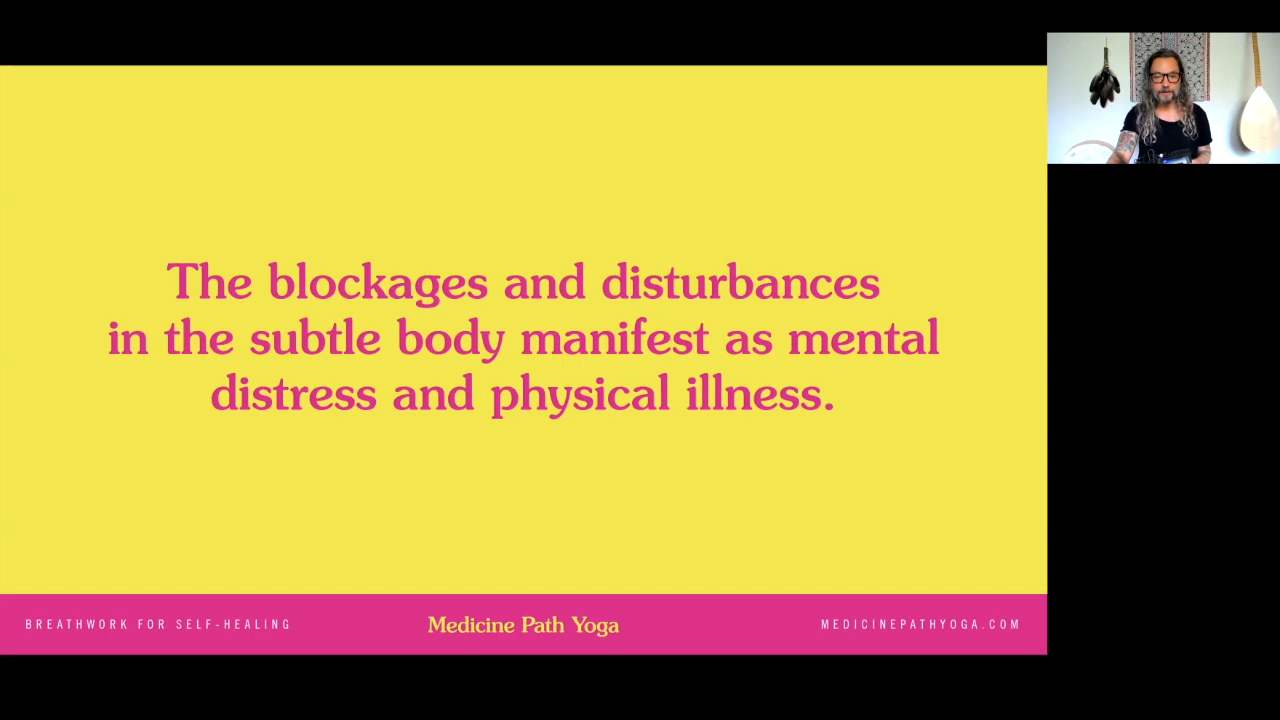 The blockages and disturbances
in the subtle body manifest as mental
distress and physical illness.
BREATHWORK FOR SELF-HEALING
Medicine Path Yoga
MEDICINEPATHYOGA.COM